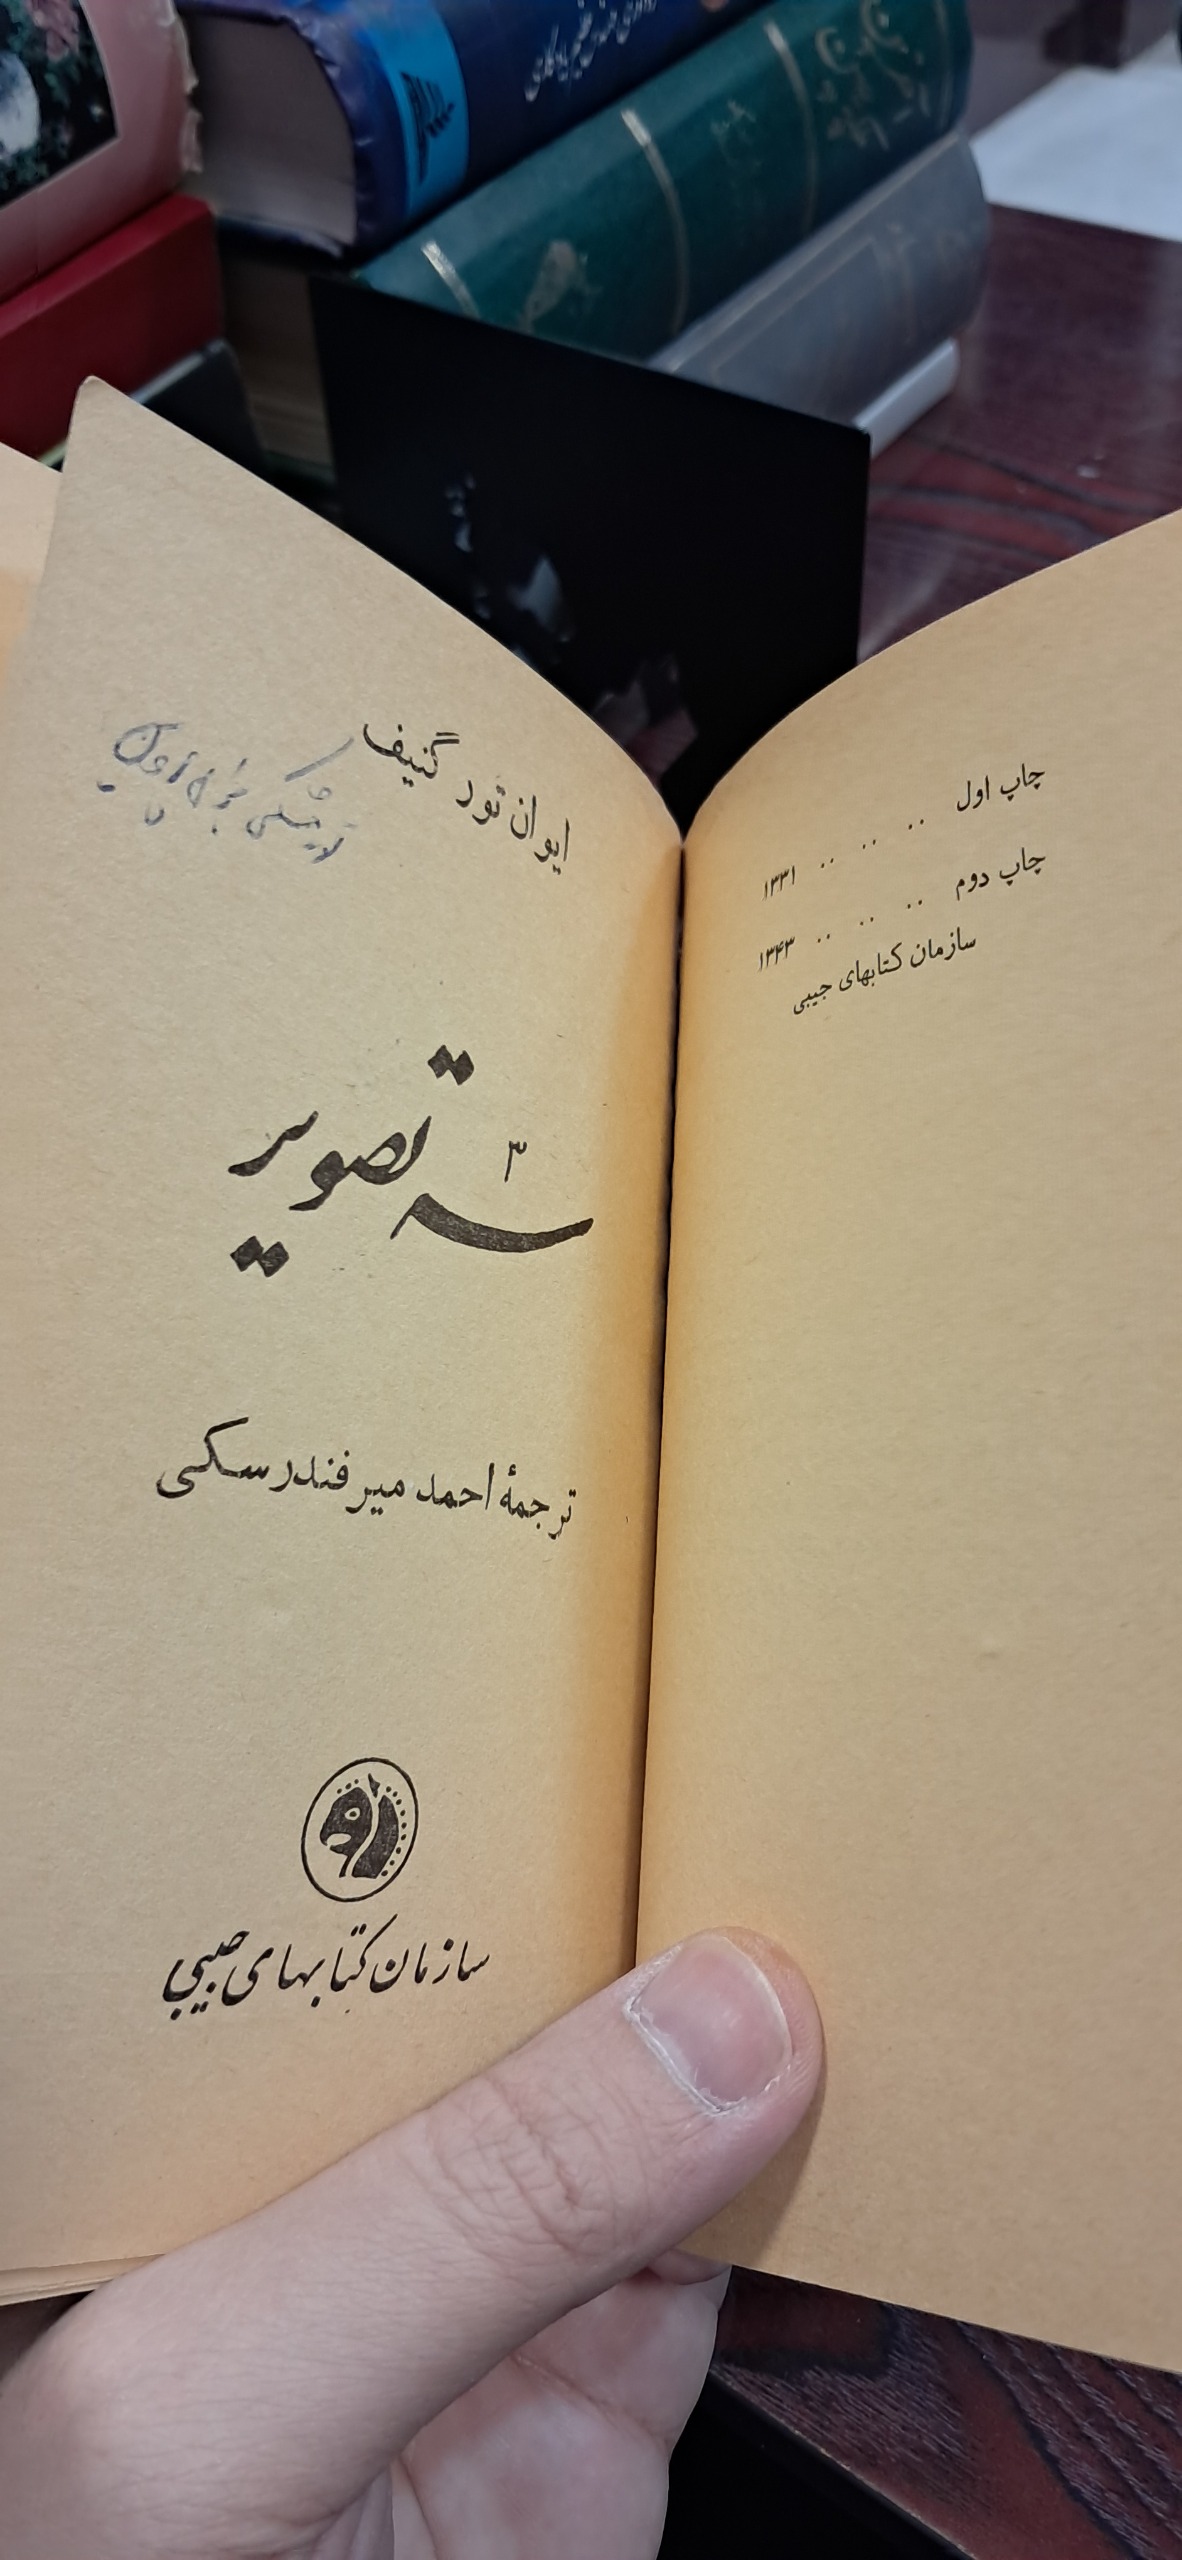 چاپ اول .. .. .. ۱۳۳۱
چاپ دوم .. .. .. ۱۳۴۳
سازمان کتابهای جیبی
ایوان تورگنیف
۳
سه تصویر
ترجمهٔ احمد میرفندرسکی
سازمان کتابهای جیبی